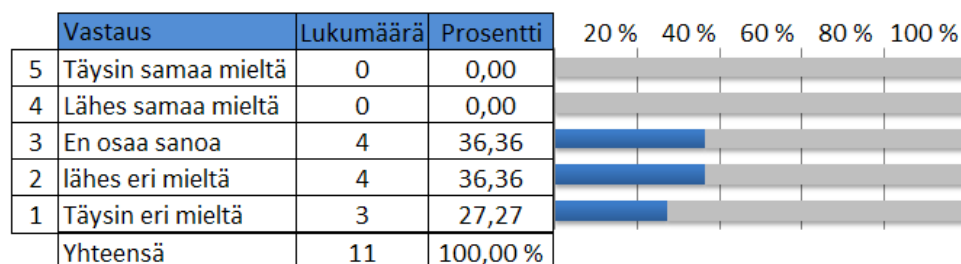 Vastaus Lukumäärä Prosentti 20 % 40 % 60 % 80 % 100 %
5 Täysin samaa mieltä 0 0,00
4 Lähes samaa mieltä 0 0,00
3 En osaa sanoa 4 36,36
2 lähes eri mieltä 4 36,36
1 Täysin eri mieltä 3 27,27
Yhteensä 11 100,00 %